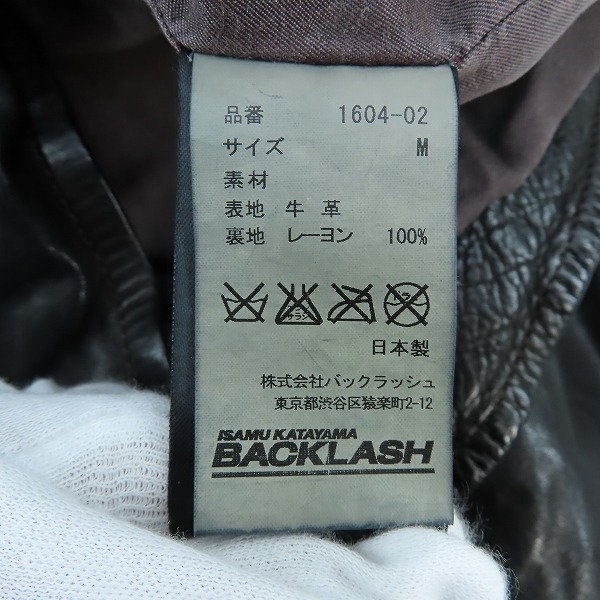 品番 1604-02
サイズ M
素材
表地 牛 革
裏地 レーヨン 100%
サラシ
日本製
株式会社バックラッシュ
東京都渋谷区猿楽町2-12
ISAMU KATAYAMA
BACKLASH